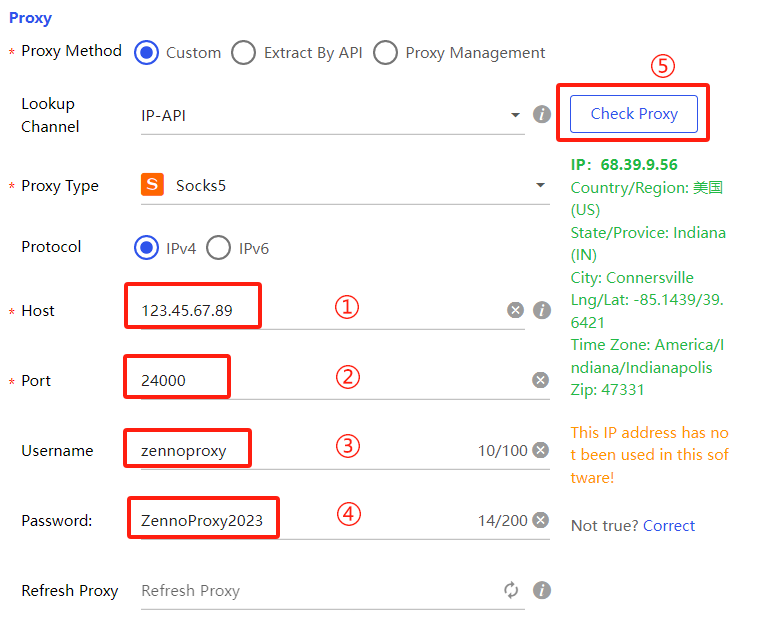 Proxy
* Proxy Method Custom Extract By API Proxy Management
⑤
Lookup
Channel
IP-API
Check Proxy
IP: 68.39.9.56
Country/Region: 美国
(US)
State/Provice: Indiana
(IN)
City: Connersville
Lng/Lat: -85.1439/39.
6421
Time Zone: America/I
ndiana/Indianapolis
Zip: 47331
* Proxy Type S Socks5
Protocol IPv4 IPv6
* Host 123.45.67.89 ①
* Port 24000 ②
Username zennoproxy ③ 10/100
This IP address has no
t been used in this sof
tware!
Password: ZennoProxy2023 ④ 14/200
Not true? Correct
Refresh Proxy Refresh Proxy